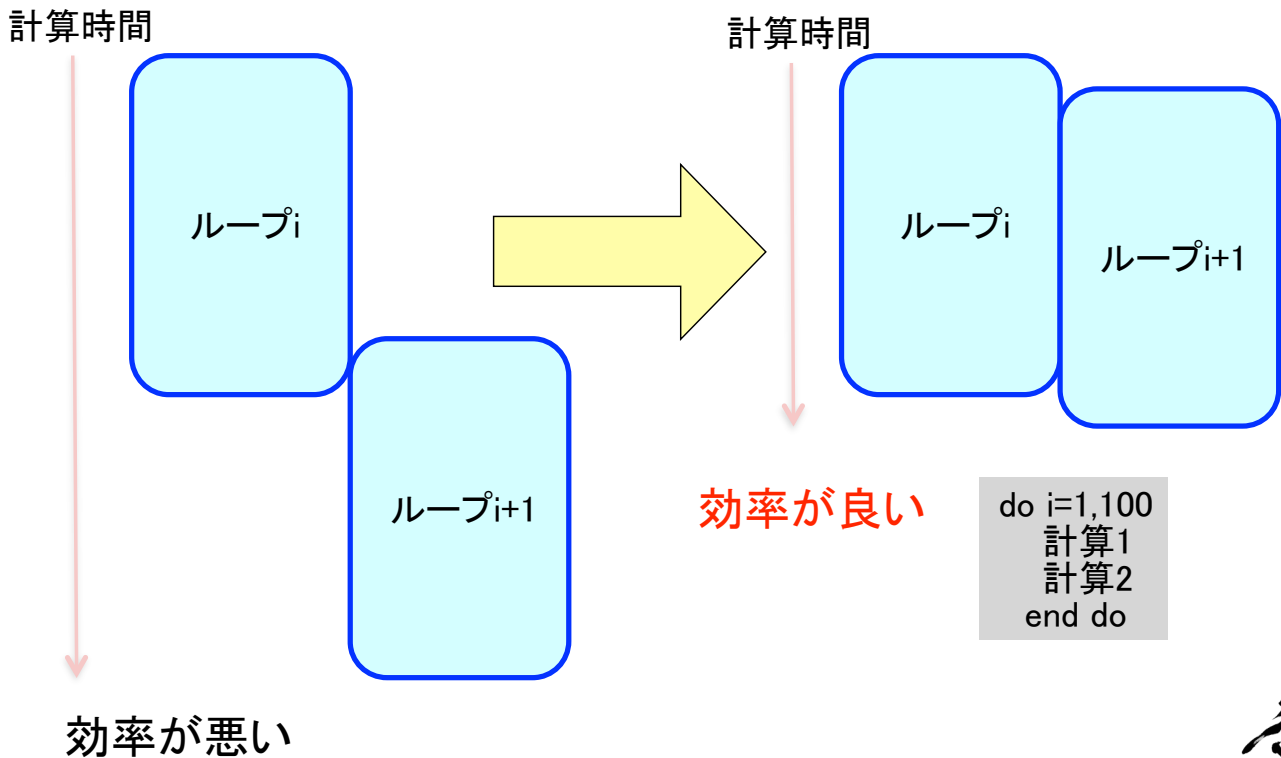 計算時間
ループi
ループi+1
効率が悪い
計算時間
ループi
ループi+1
効率が良い
do i=1,100
計算1
計算2
end do